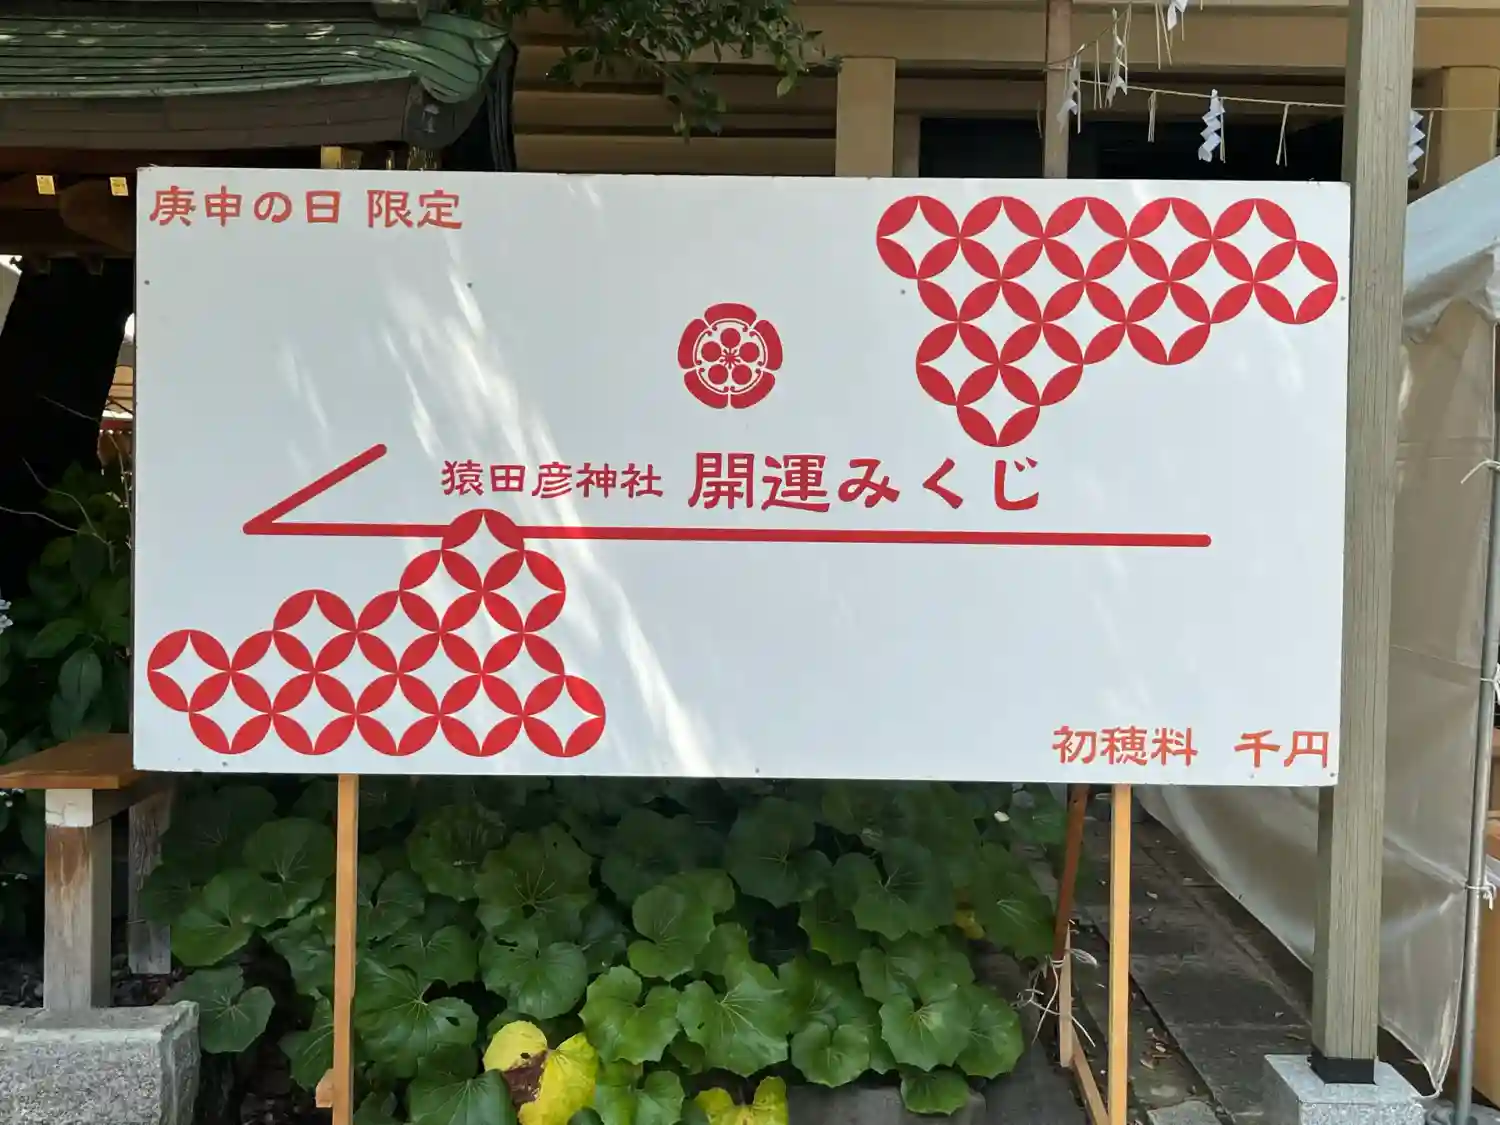 庚申の日 限定
猿田彦神社 開運みくじ
初穂料 千円